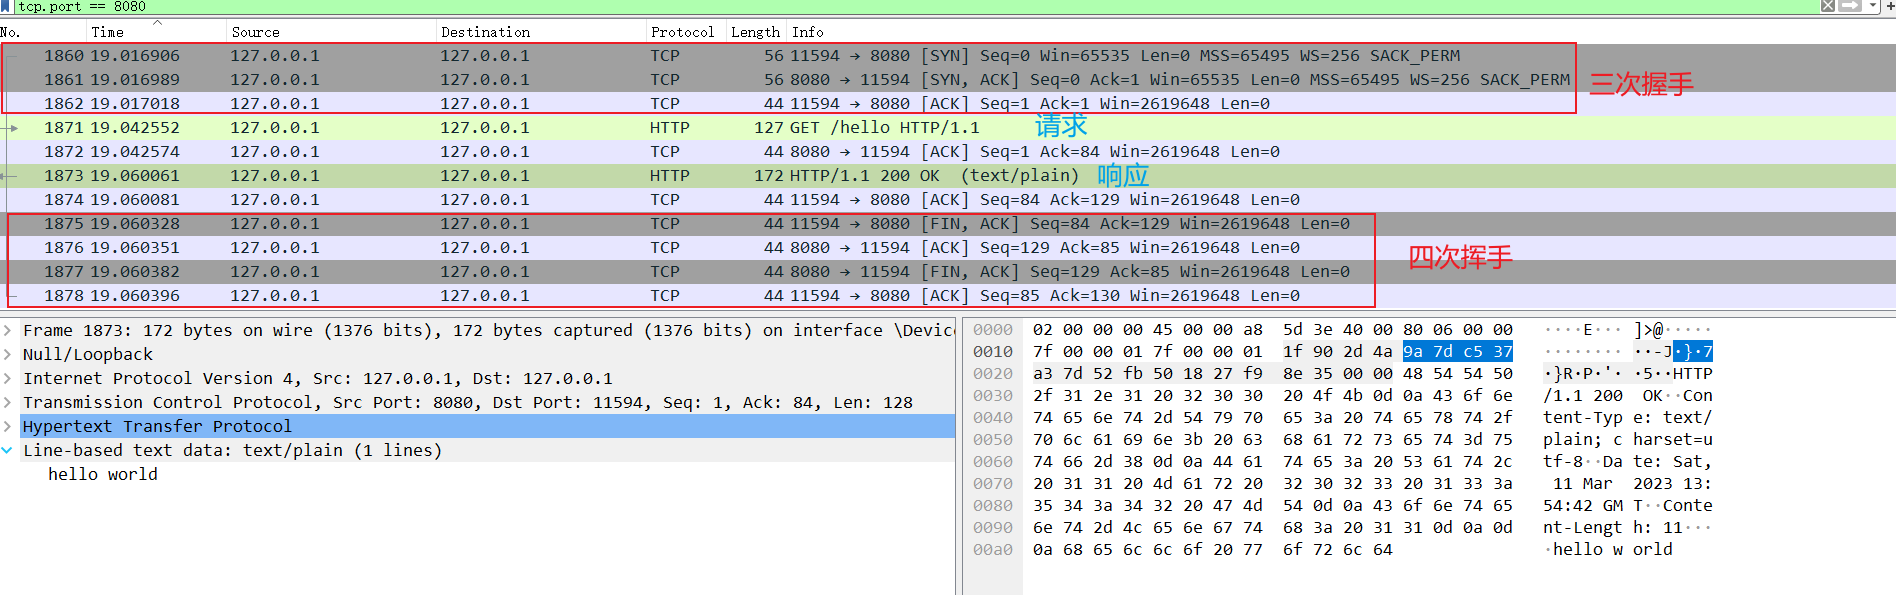 tcp.port == 8080
No. Time Source Destination Protocol Length Info
1860 19.016906 127.0.0.1 127.0.0.1 TCP 56 11594 → 8080 [SYN] Seq=0 Win=65535 Len=0 MSS=65495 WS=256 SACK_PERM
1861 19.016989 127.0.0.1 127.0.0.1 TCP 56 8080 → 11594 [SYN, ACK] Seq=0 Ack=1 Win=65535 Len=0 MSS=65495 WS=256 SACK_PERM
三次握手
1862 19.017018 127.0.0.1 127.0.0.1 TCP 44 11594 → 8080 [ACK] Seq=1 Ack=1 Win=2619648 Len=0
1871 19.042552 127.0.0.1 127.0.0.1 HTTP 127 GET /hello HTTP/1.1 请求
1872 19.042574 127.0.0.1 127.0.0.1 TCP 44 8080 → 11594 [ACK] Seq=1 Ack=84 Win=2619648 Len=0
1873 19.060061 127.0.0.1 127.0.0.1 HTTP 172 HTTP/1.1 200 OK (text/plain) 响应
1874 19.060081 127.0.0.1 127.0.0.1 TCP 44 11594 → 8080 [ACK] Seq=84 Ack=129 Win=2619648 Len=0
1875 19.060328 127.0.0.1 127.0.0.1 TCP 44 11594 → 8080 [FIN, ACK] Seq=84 Ack=129 Win=2619648 Len=0
1876 19.060351 127.0.0.1 127.0.0.1 TCP 44 8080 → 11594 [ACK] Seq=129 Ack=85 Win=2619648 Len=0
四次挥手
1877 19.060382 127.0.0.1 127.0.0.1 TCP 44 8080 → 11594 [FIN, ACK] Seq=129 Ack=85 Win=2619648 Len=0
1878 19.060396 127.0.0.1 127.0.0.1 TCP 44 11594 → 8080 [ACK] Seq=85 Ack=130 Win=2619648 Len=0
Frame 1873: 172 bytes on wire (1376 bits), 172 bytes captured (1376 bits) on interface \Device
Null/Loopback
Internet Protocol Version 4, Src: 127.0.0.1, Dst: 127.0.0.1
Transmission Control Protocol, Src Port: 8080, Dst Port: 11594, Seq: 1, Ack: 84, Len: 128
Hypertext Transfer Protocol
Line-based text data: text/plain (1 lines)
hello world
0000 02 00 00 00 45 00 00 a8 5d 3e 40 00 80 06 00 00 ····E··· ]>@·····
0010 7f 00 00 01 7f 00 00 01 1f 90 2d 4a 9a 7d c5 37 ········ ··-J·}·7
0020 a3 7d 52 fb 50 18 27 f9 8e 35 00 00 48 54 54 50 ·}R·P·'· ·5··HTTP
0030 2f 31 2e 31 20 32 30 30 20 4f 4b 0d 0a 43 6f 6e /1.1 200 OK··Con
0040 74 65 6e 74 2d 54 79 70 65 3a 20 74 65 78 74 2f tent-Typ e: text/
0050 70 6c 61 69 6e 3b 20 63 68 61 72 73 65 74 3d 75 plain; c harset=u
0060 74 66 2d 38 0d 0a 44 61 74 65 3a 20 53 61 74 2c tf-8··Da te: Sat,
0070 20 31 31 20 4d 61 72 20 32 30 32 33 20 31 33 3a 11 Mar 2023 13:
0080 35 34 3a 34 32 20 47 4d 54 0d 0a 43 6f 6e 74 65 54:42 GM T··Conte
0090 6e 74 2d 4c 65 6e 67 74 68 3a 20 31 31 0d 0a 0d nt-Lengt h: 11···
00a0 0a 68 65 6c 6c 6f 20 77 6f 72 6c 64 ·hello w orld